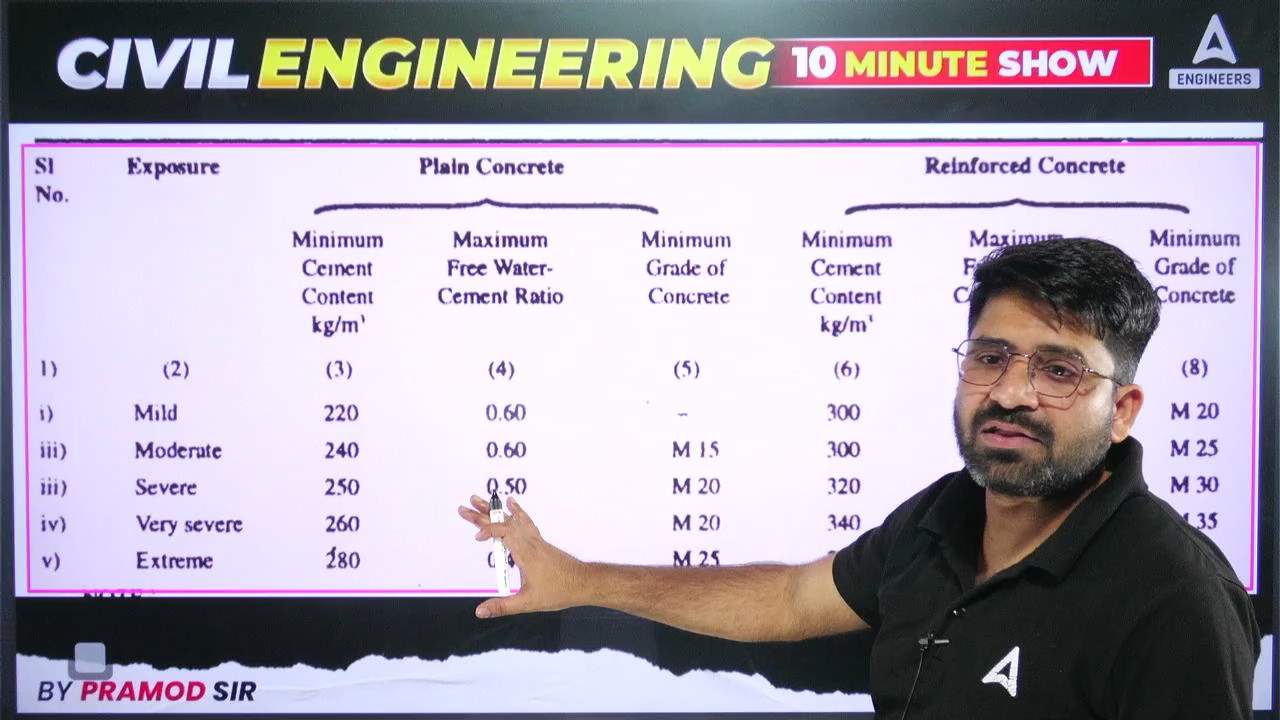 CIVIL ENGINEERING 10 MINUTE SHOW
ENGINEERS
Sl No. Exposure Plain Concrete Reinforced Concrete
Minimum Cement Content kg/m³ Maximum Free Water-Cement Ratio Minimum Grade of Concrete Minimum Cement Content kg/m³ Maximum Minimum Grade of Concrete
1) (2) (3) (4) (5) (6) (8)
i) Mild 220 0.60 – 300 M 20
iii) Moderate 240 0.60 M 15 300 M 25
iii) Severe 250 0.50 M 20 320 M 30
iv) Very severe 260 M 20 340 35
v) Extreme 280 M 25
BY PRAMOD SIR